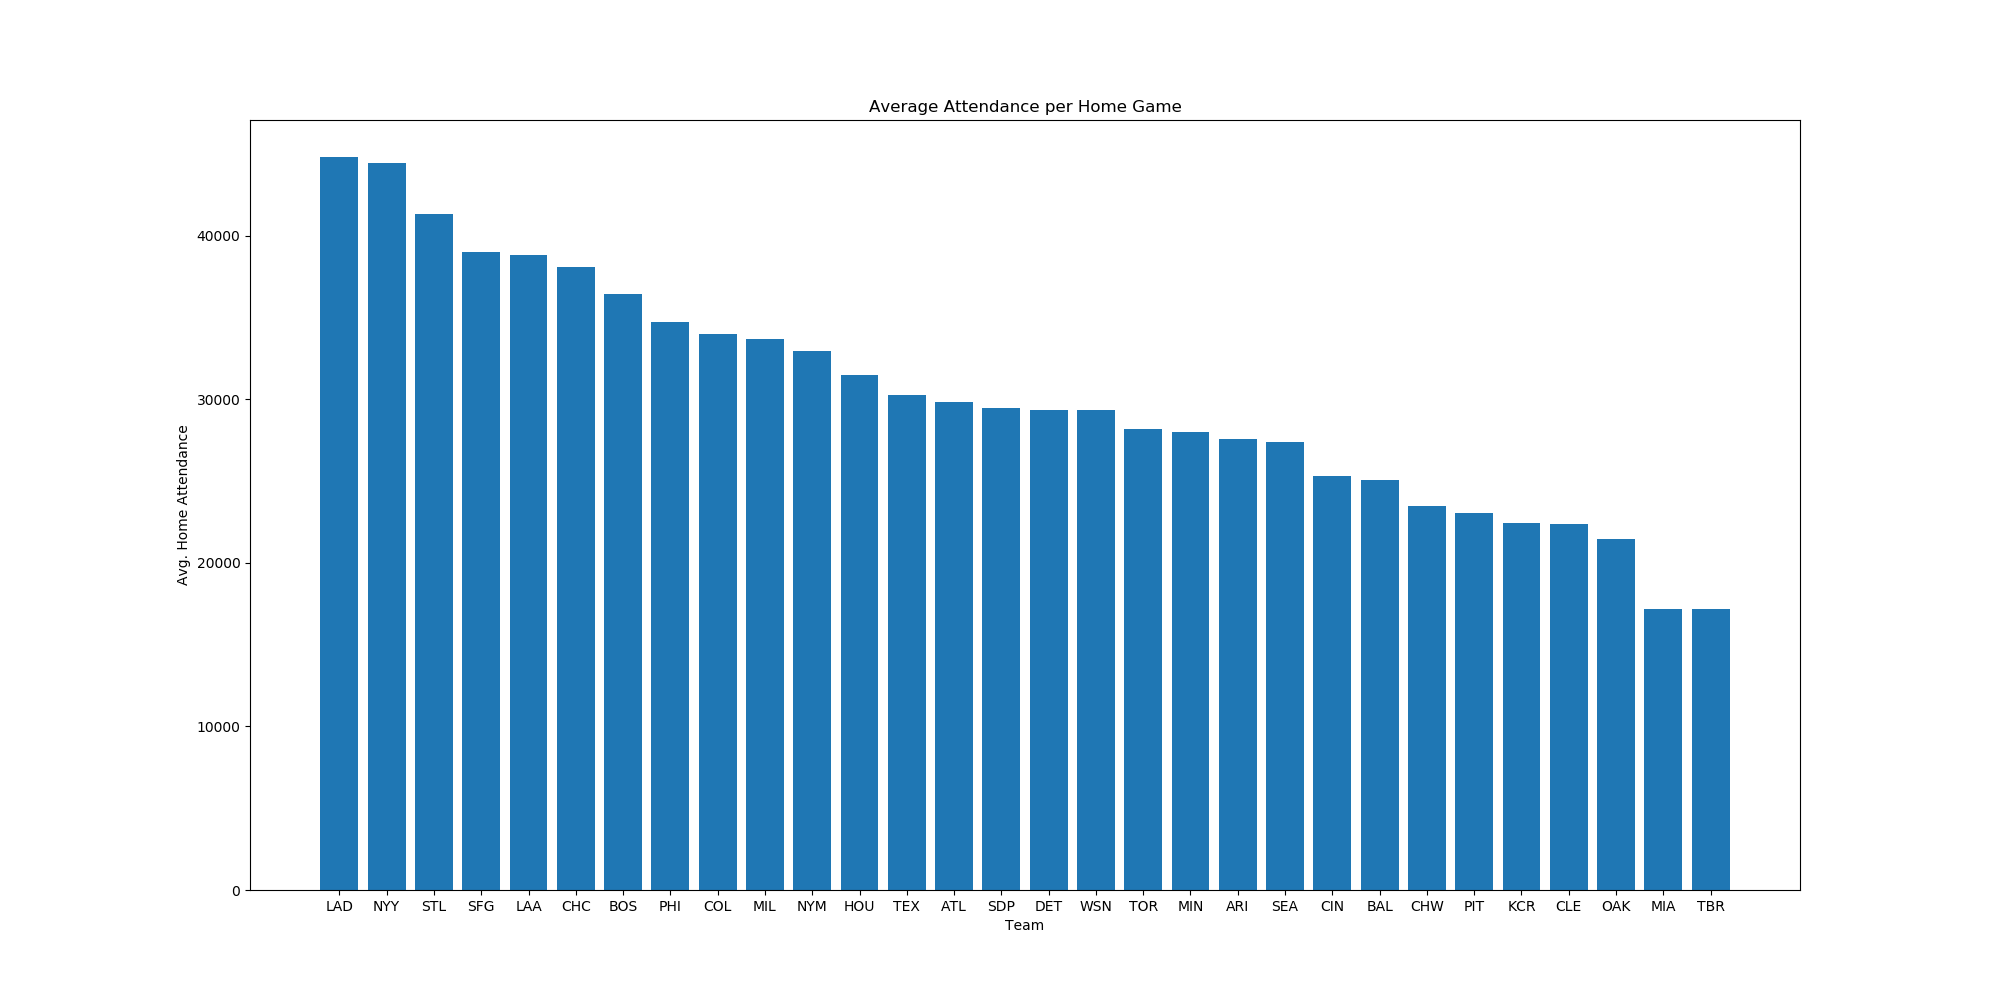 Average Attendance per Home Game
Avg. Home Attendance
40000
30000
20000
10000
0
LAD NYY STL SFG LAA CHC BOS PHI COL MIL NYM HOU TEX ATL SDP DET WSN TOR MIN ARI SEA CIN BAL CHW PIT KCR CLE OAK MIA TBR
Team